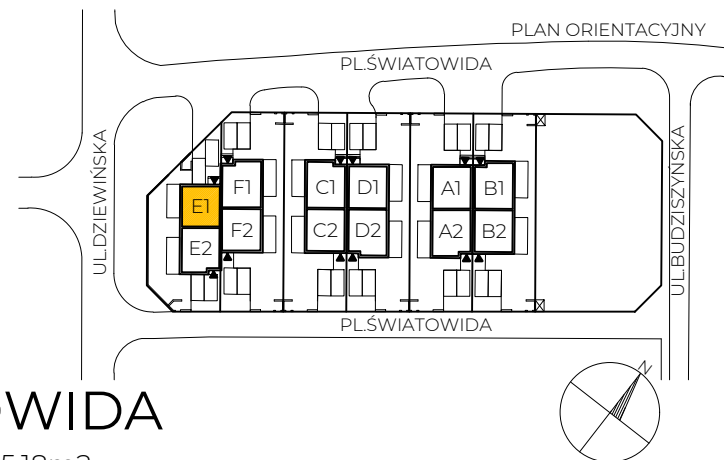 PLAN ORIENTACYJNY
PL.ŚWIATOWIDA
UL.DZIEWIŃSKA
UL.BUDZISZYNSKA
E1 F1 C1 D1 A1 B1
E2 F2 C2 D2 A2 B2
PL.ŚWIATOWIDA
N
WIDA